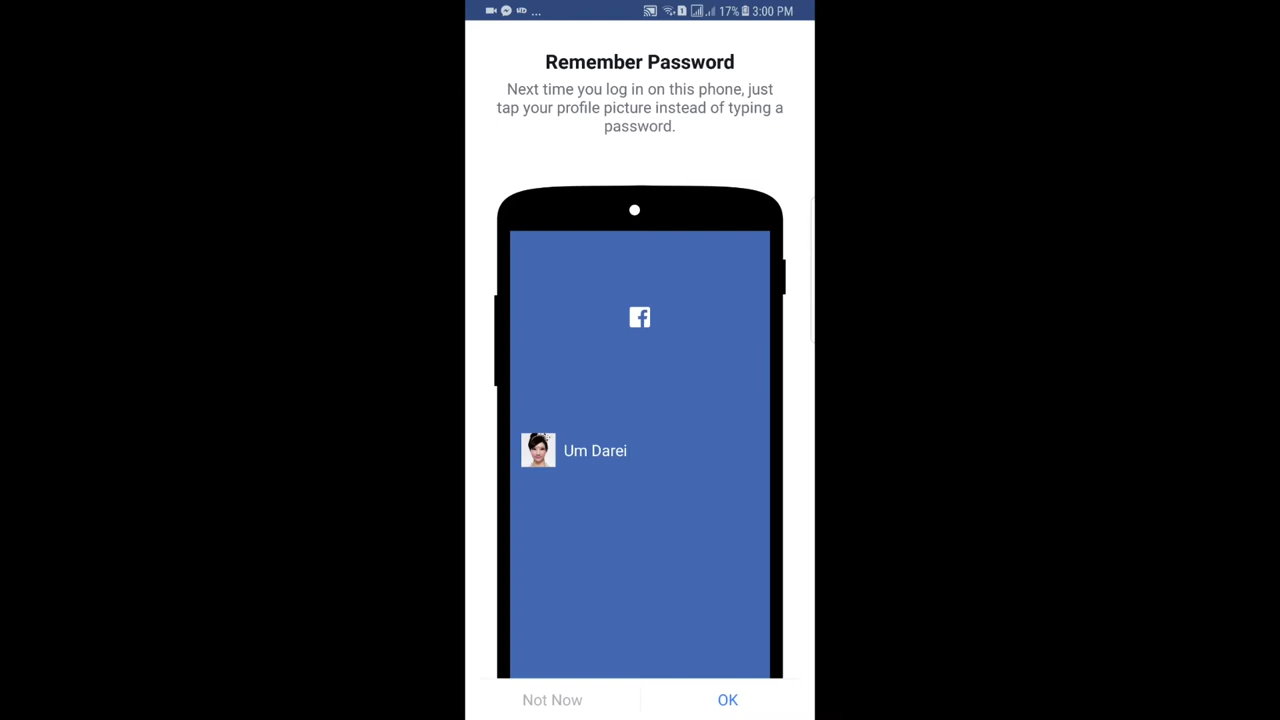 17% 3:00 PM
Remember Password
Next time you log in on this phone, just
tap your profile picture instead of typing a
password.
Um Darei
Not Now
OK